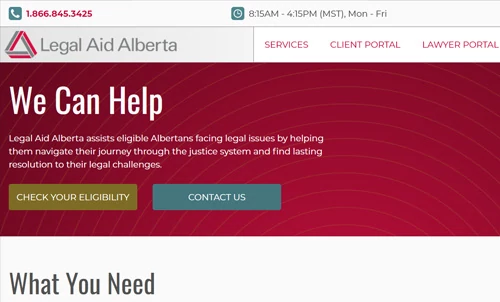 1.866.845.3425
8:15AM - 4:15PM (MST), Mon - Fri
Legal Aid Alberta
SERVICES
CLIENT PORTAL
LAWYER PORTAL
We Can Help
Legal Aid Alberta assists eligible Albertans facing legal issues by helping
them navigate their journey through the justice system and find lasting
resolution to their legal challenges.
CHECK YOUR ELIGIBILITY
CONTACT US
What You Need